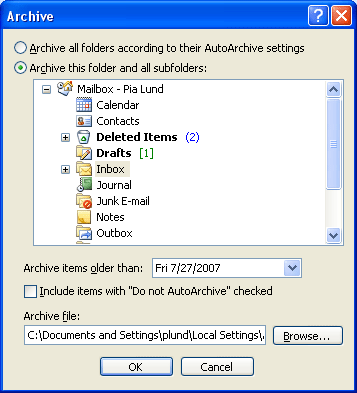 Archive
Archive all folders according to their AutoArchive settings
Archive this folder and all subfolders:
Mailbox - Pia Lund
Calendar
Contacts
Deleted Items (2)
Drafts [1]
Inbox
Journal
Junk E-mail
Notes
Outbox
Archive items older than: Fri 7/27/2007
Include items with "Do not AutoArchive" checked
Archive file:
C:\Documents and Settings\plund\Local Settings\ Browse...
OK Cancel